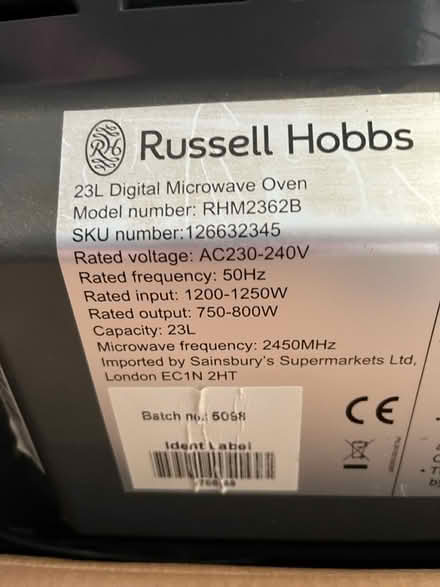 RH
Russell Hobbs
23L Digital Microwave Oven
Model number: RHM2362B
SKU number:126632345
Rated voltage: AC230-240V
Rated frequency: 50Hz
Rated input: 1200-1250W
Rated output: 750-800W
Capacity: 23L
Microwave frequency: 2450MHz
Imported by Sainsbury's Supermarkets Ltd,
London EC1N 2HT
Batch no.: 5098
Ident Label
CE